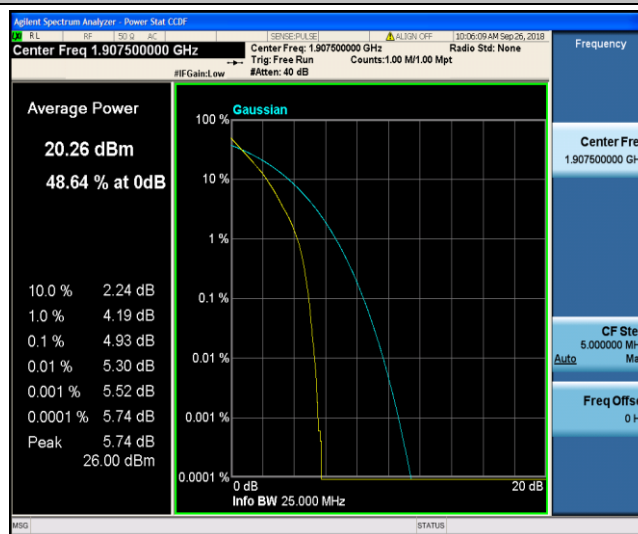 Agilent Spectrum Analyzer - Power Stat CCDF
RL RF 50 Ω AC SENSE:PULSE ALIGN OFF 10:06:09 AM Sep 26, 2018
Center Freq 1.907500000 GHz
Center Freq: 1.907500000 GHz Radio Std: None
Trig: Free Run Counts:1.00 M/1.00 Mpt
#IFGain:Low #Atten: 40 dB
Frequency
Average Power
20.26 dBm
48.64 % at 0dB
10.0 % 2.24 dB
1.0 % 4.19 dB
0.1 % 4.93 dB
0.01 % 5.30 dB
0.001 % 5.52 dB
0.0001 % 5.74 dB
Peak 5.74 dB
26.00 dBm
Gaussian
100 %
10 %
1 %
0.1 %
0.01 %
0.001 %
0.0001 %
0 dB 20 dB
Info BW 25.000 MHz
Center Fre
1.907500000 GH
CF Ste
5.000000 MH
Auto Ma
Freq Offse
0 H
MSG STATUS